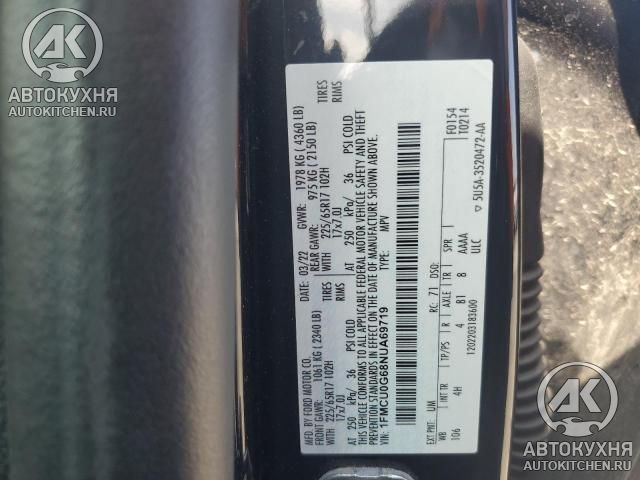 АВТОКУХНЯ
AUTOKITCHEN.RU
MFD. BY FORD MOTOR CO.
DATE: 03/22 GVWR: 1978 KG ( 4360 LB)
FRONT GAWR: 1061 KG ( 2340 LB) REAR GAWR: 975 KG ( 2150 LB)
WITH 225/65R17 102H TIRES WITH 225/65R17 102H TIRES
17x7.0J RIMS 17x7.0J RIMS
AT 250 kPa/ 36 PSI COLD AT 250 kPa/ 36 PSI COLD
THIS VEHICLE CONFORMS TO ALL APPLICABLE FEDERAL MOTOR VEHICLE SAFETY AND THEFT
PREVENTION STANDARDS IN EFFECT ON THE DATE OF MANUFACTURE SHOWN ABOVE.
VIN: 1FMCU0G68NUA69719 TYPE: MPV
F0154
T0214
EXT PNT: UM RC: 71 DSO:
WB INT TR TP/PS R AXLE TR SPR
106 4H 4 B1 8 AAAA
1202203183600 ULC
5U5A-3520472-AA
АВТОКУХНЯ
AUTOKITCHEN.RU